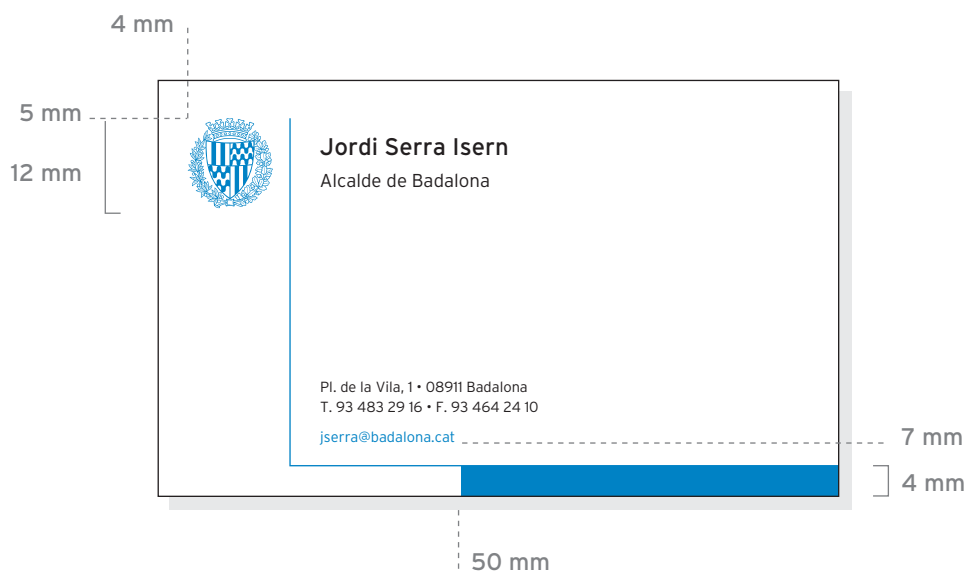 4 mm
5 mm
12 mm
Jordi Serra Isern
Alcalde de Badalona
Pl. de la Vila, 1 • 08911 Badalona
T. 93 483 29 16 • F. 93 464 24 10
jserra@badalona.cat
7 mm
4 mm
50 mm